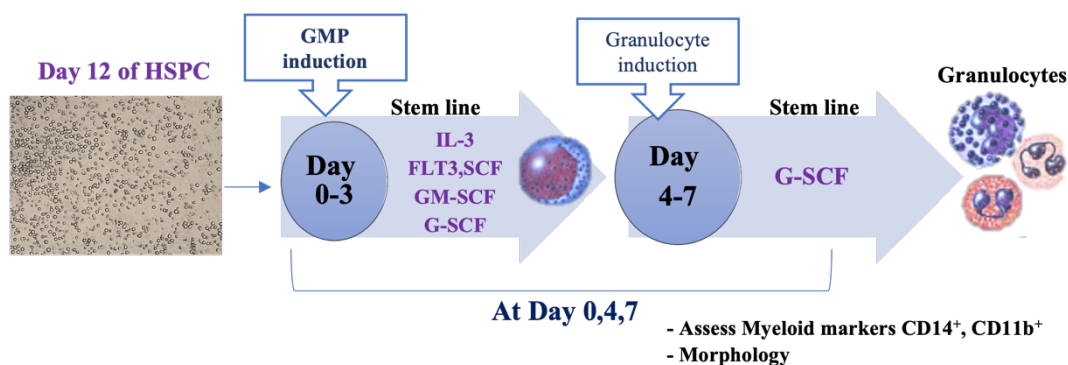 Day 12 of HSPC
GMP
induction
Day
0-3
Stem line
IL-3
FLT3,SCF
GM-SCF
G-SCF
Granulocyte
induction
Day
4-7
Stem line
G-SCF
Granulocytes
At Day 0,4,7
- Assess Myeloid markers CD14⁺, CD11b⁺
- Morphology